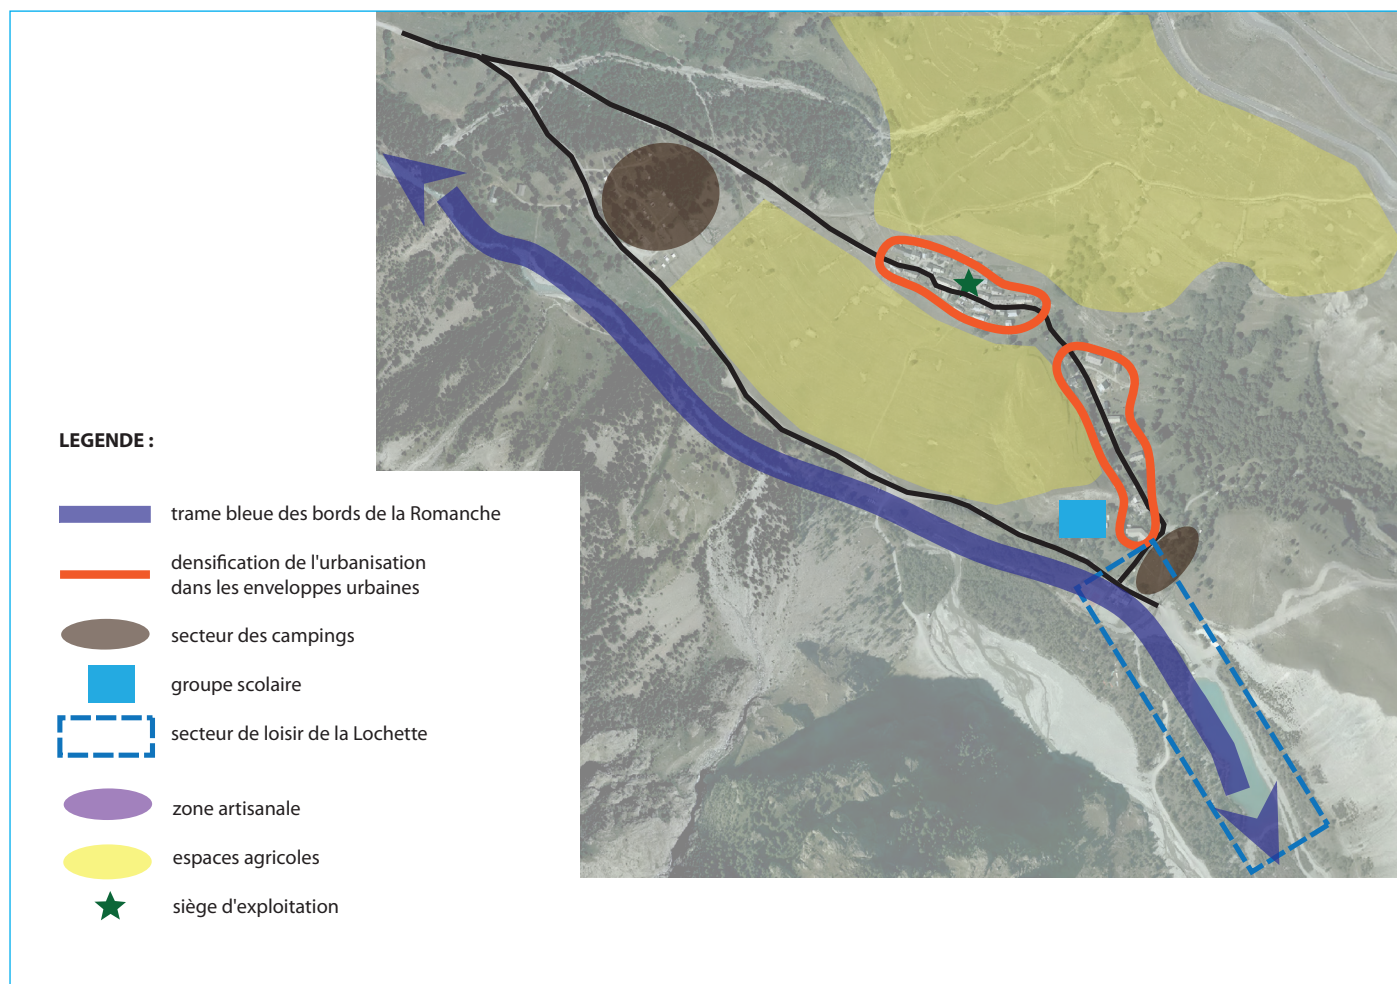 LEGENDE :
trame bleue des bords de la Romanche
densification de l'urbanisation
dans les enveloppes urbaines
secteur des campings
groupe scolaire
secteur de loisir de la Lochette
zone artisanale
espaces agricoles
siège d'exploitation